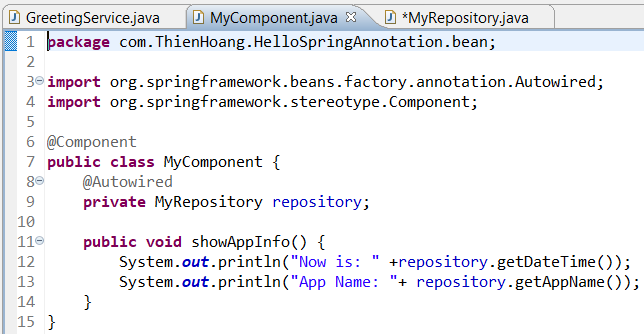 GreetingService.java MyComponent.java *MyRepository.java
1 package com.ThienHoang.HelloSpringAnnotation.bean;
2
3 import org.springframework.beans.factory.annotation.Autowired;
4 import org.springframework.stereotype.Component;
5
6 @Component
7 public class MyComponent {
8 @Autowired
9 private MyRepository repository;
10
11 public void showAppInfo() {
12 System.out.println("Now is: " +repository.getDateTime());
13 System.out.println("App Name: "+ repository.getAppName());
14 }
15 }